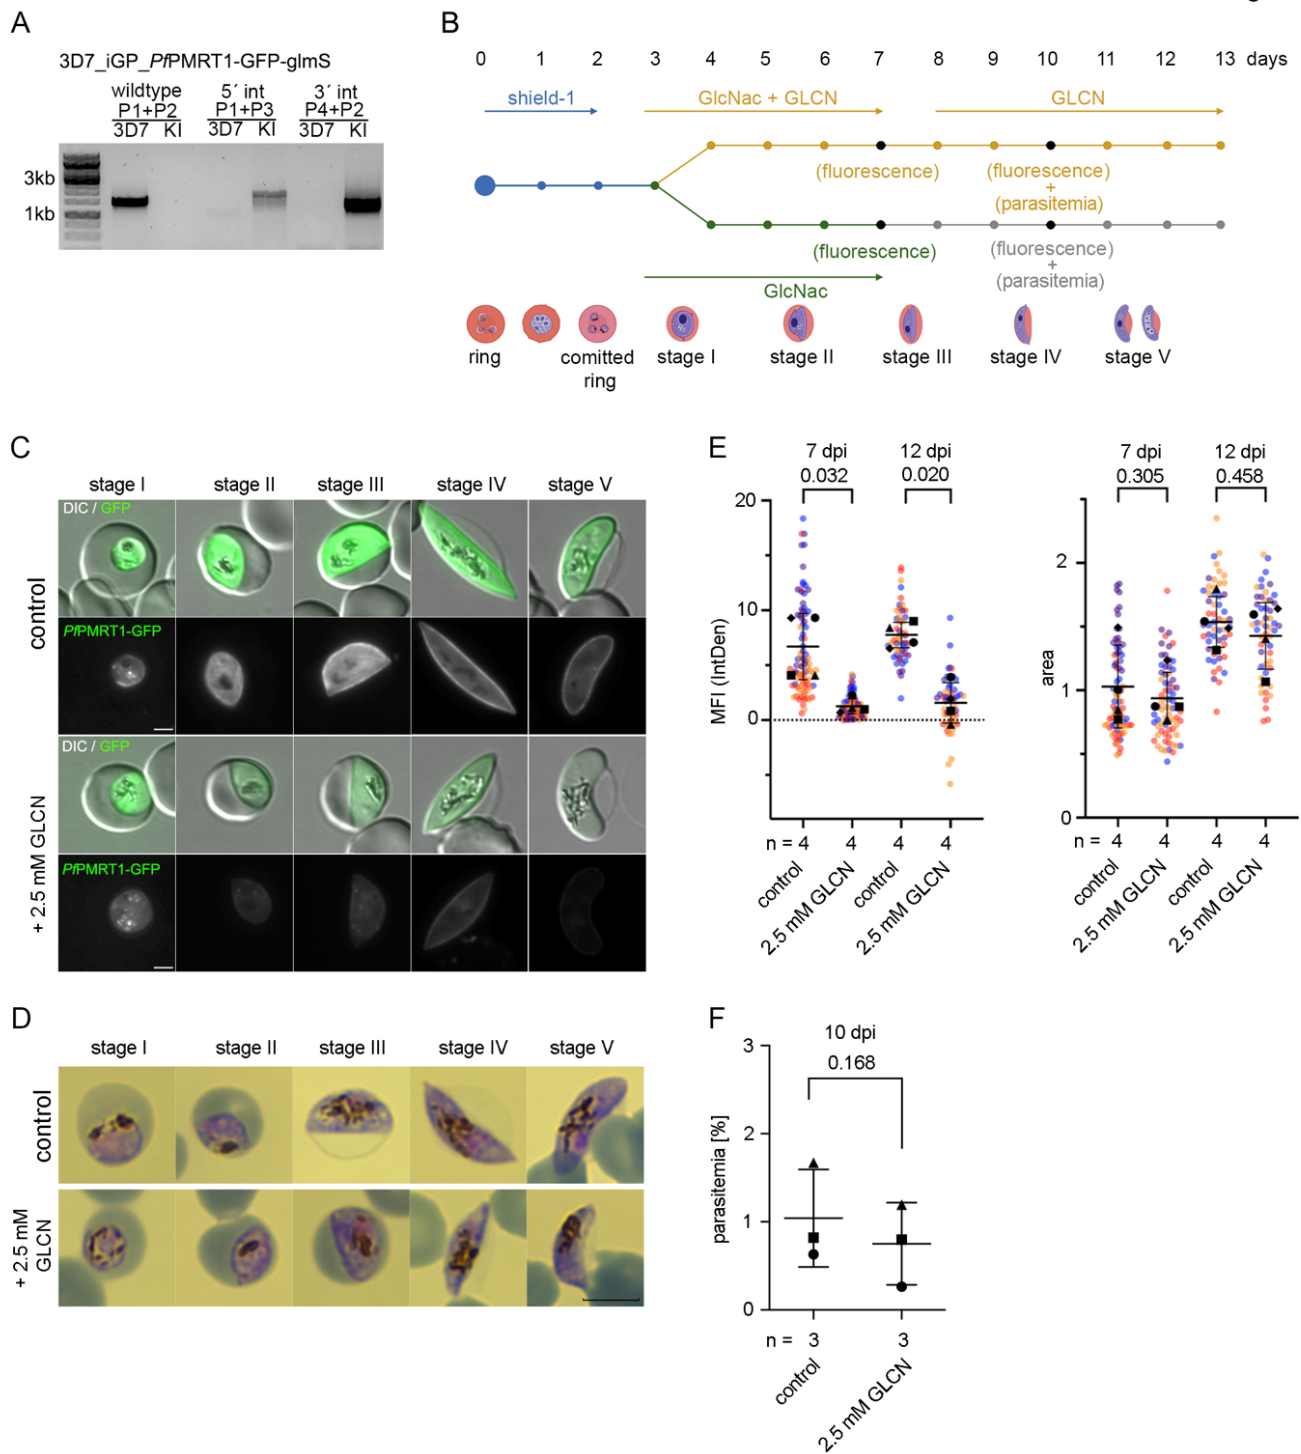 g
A
3D7_iGP_PfPMRT1-GFP-glmS
wildtype 5´ int 3´ int
P1+P2 P1+P3 P4+P2
3D7 KI 3D7 KI 3D7 KI
3kb
1kb
B
0 1 2 3 4 5 6 7 8 9 10 11 12 13 days
shield-1 GlcNac + GLCN GLCN
(fluorescence) (fluorescence)
+
(parasitemia)
(fluorescence) (fluorescence)
+
(parasitemia)
GlcNac
ring comitted stage I stage II stage III stage IV stage V
ring
C
stage I stage II stage III stage IV stage V
control
DIC / GFP
PfPMRT1-GFP
+ 2.5 mM GLCN
DIC / GFP
PfPMRT1-GFP
D
stage I stage II stage III stage IV stage V
control
+ 2.5 mM
GLCN
E
7 dpi 12 dpi
0.032 0.020
20
10
0
MFI (IntDen)
n = 4 4 4 4
control
2.5 mM GLCN
control
2.5 mM GLCN
7 dpi 12 dpi
0.305 0.458
2
1
0
area
n = 4 4 4 4
control
2.5 mM GLCN
control
2.5 mM GLCN
F
10 dpi
0.168
3
2
1
0
parasitemia [%]
n = 3 3
control
2.5 mM GLCN